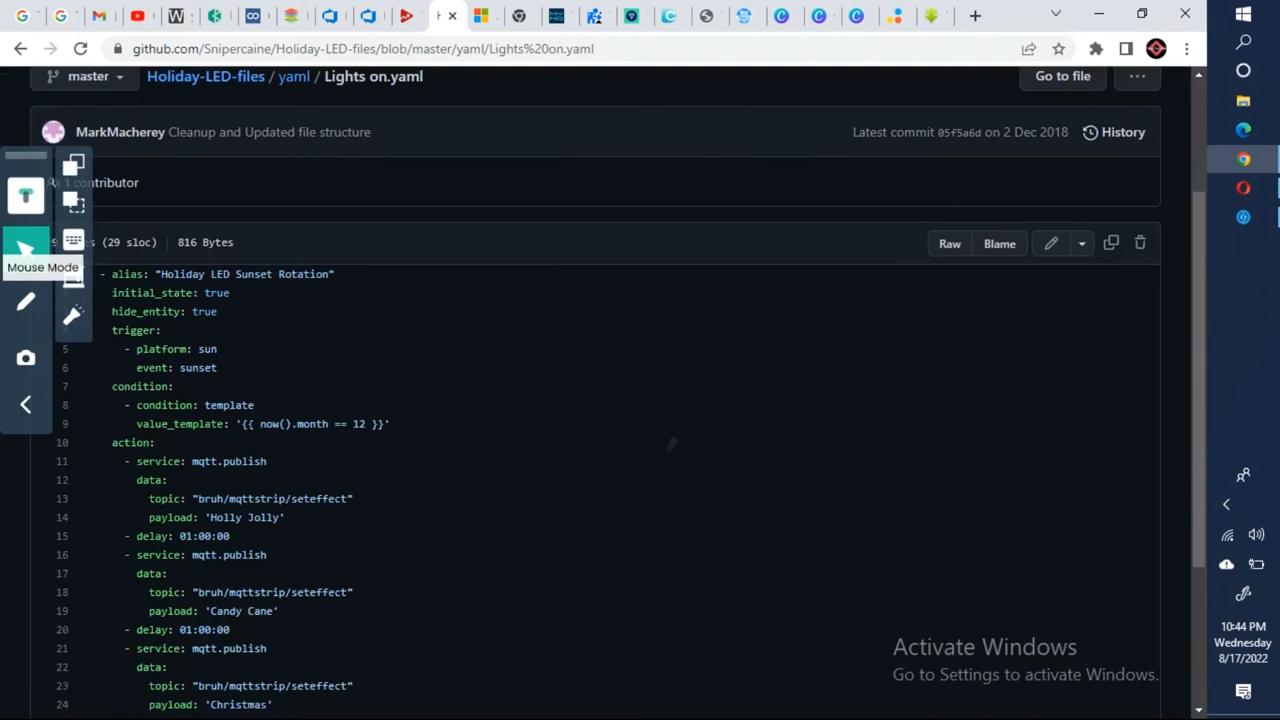 github.com/Snipercaine/Holiday-LED-files/blob/master/yaml/Lights%20on.yaml
master
Holiday-LED-files / yaml / Lights on.yaml
Go to file
...
MarkMacherey Cleanup and Updated file structure
Latest commit 05f5a6d on 2 Dec 2018
History
1 contributor
(29 sloc)
816 Bytes
Raw
Blame
Mouse Mode
- alias: "Holiday LED Sunset Rotation"
initial_state: true
hide_entity: true
trigger:
5 - platform: sun
6 event: sunset
7 condition:
8 - condition: template
9 value_template: '{{ now().month == 12 }}'
10 action:
11 - service: mqtt.publish
12 data:
13 topic: "bruh/mqttstrip/seteffect"
14 payload: 'Holly Jolly'
15 - delay: 01:00:00
16 - service: mqtt.publish
17 data:
18 topic: "bruh/mqttstrip/seteffect"
19 payload: 'Candy Cane'
20 - delay: 01:00:00
21 - service: mqtt.publish
22 data:
23 topic: "bruh/mqttstrip/seteffect"
24 payload: 'Christmas'
Activate Windows
Go to Settings to activate Windows.
10:44 PM
Wednesday
8/17/2022